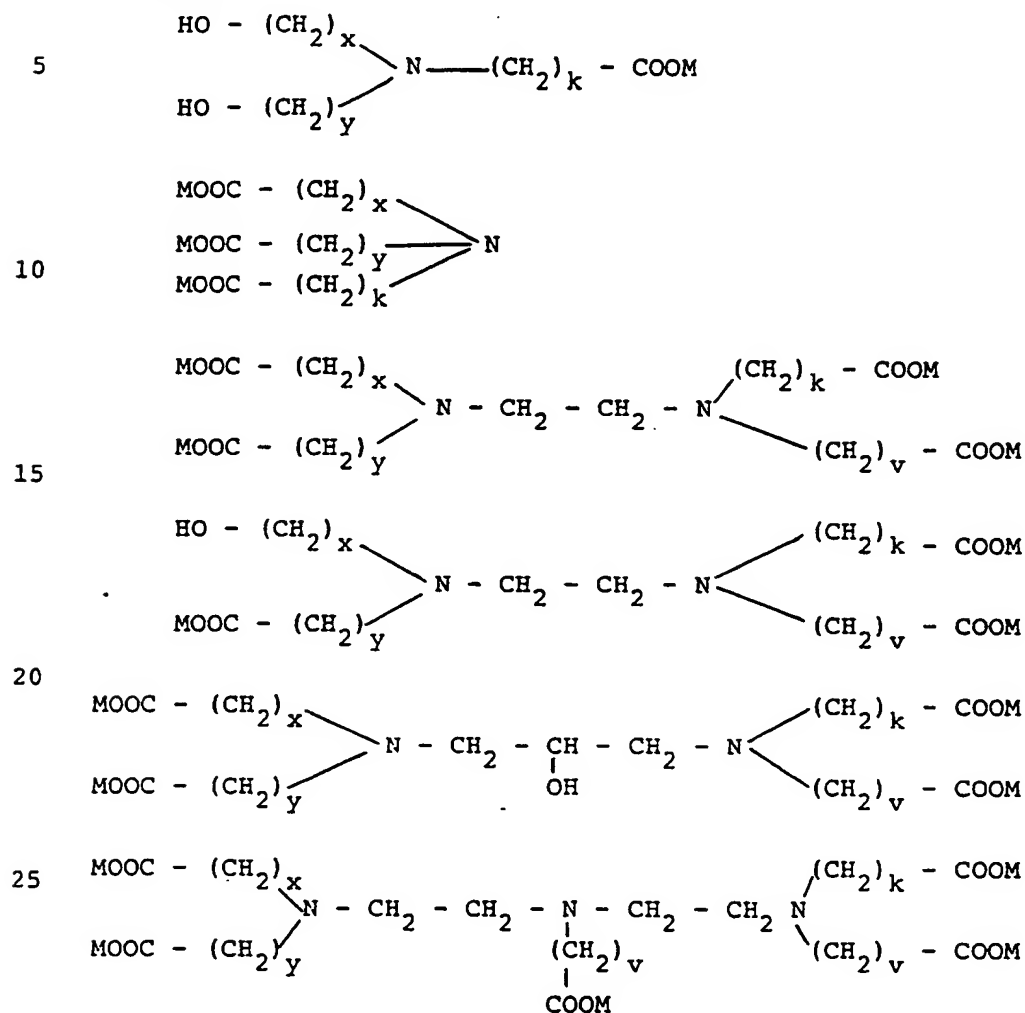 HO - (CH2)x
5 N — (CH2)k - COOM
HO - (CH2)y
MOOC - (CH2)x
MOOC - (CH2)y — N
10
MOOC - (CH2)k
MOOC - (CH2)x (CH2)k - COOM
N - CH2 - CH2 - N
MOOC - (CH2)y (CH2)v - COOM
15
HO - (CH2)x (CH2)k - COOM
N - CH2 - CH2 - N
MOOC - (CH2)y (CH2)v - COOM
20
MOOC - (CH2)x (CH2)k - COOM
N - CH2 - CH - CH2 - N
OH
MOOC - (CH2)y (CH2)v - COOM
25 MOOC - (CH2)x (CH2)k - COOM
N - CH2 - CH2 - N - CH2 - CH2 N
MOOC - (CH2)y (CH2)v (CH2)v - COOM
COOM